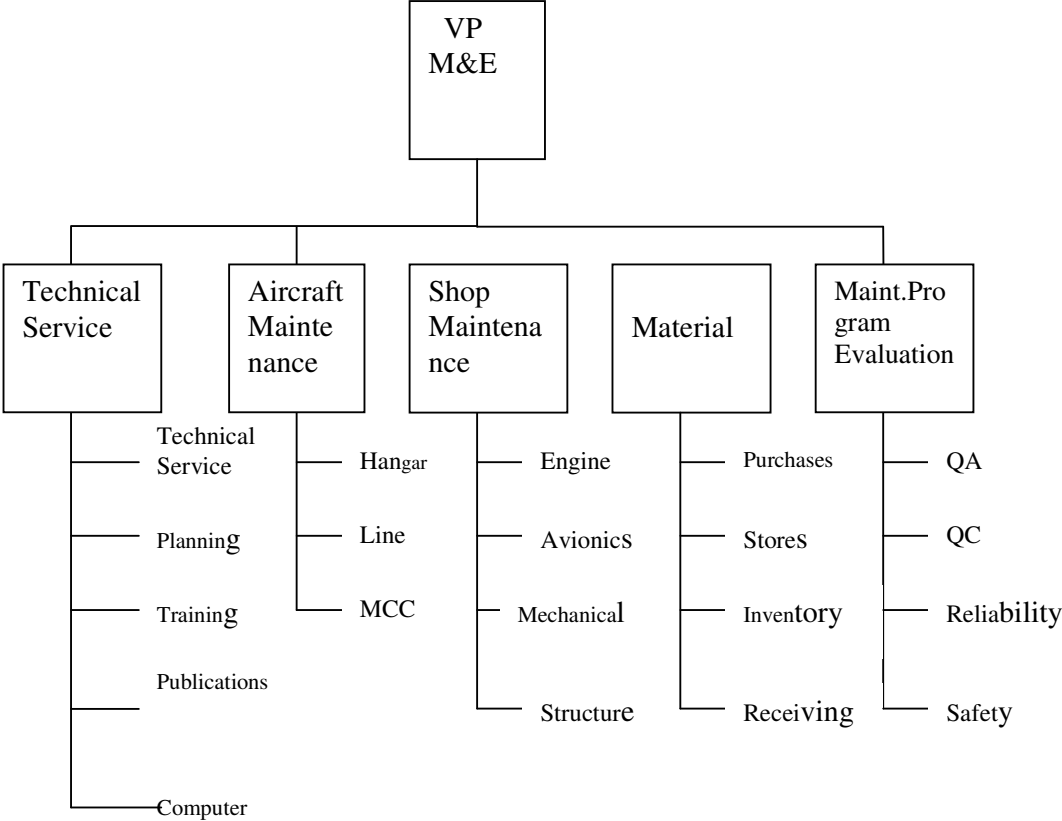 VP
M&E
Technical
Service
Aircraft
Mainte
nance
Shop
Maintena
nce
Material
Maint.Pro
gram
Evaluation
Technical
Service
Planning
Training
Publications
Computer
Hangar
Line
MCC
Engine
Avionics
Mechanical
Structure
Purchases
Stores
Inventory
Receiving
QA
QC
Reliability
Safety